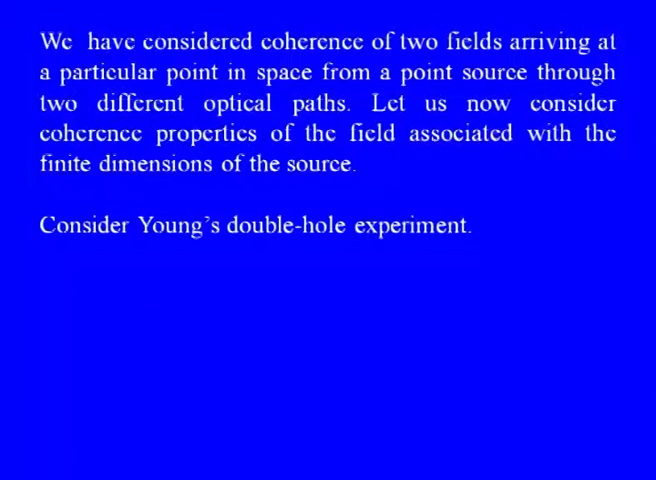 We have considered coherence of two fields arriving at
a particular point in space from a point source through
two different optical paths. Let us now consider
coherence properties of the field associated with the
finite dimensions of the source.
Consider Young's double-hole experiment.